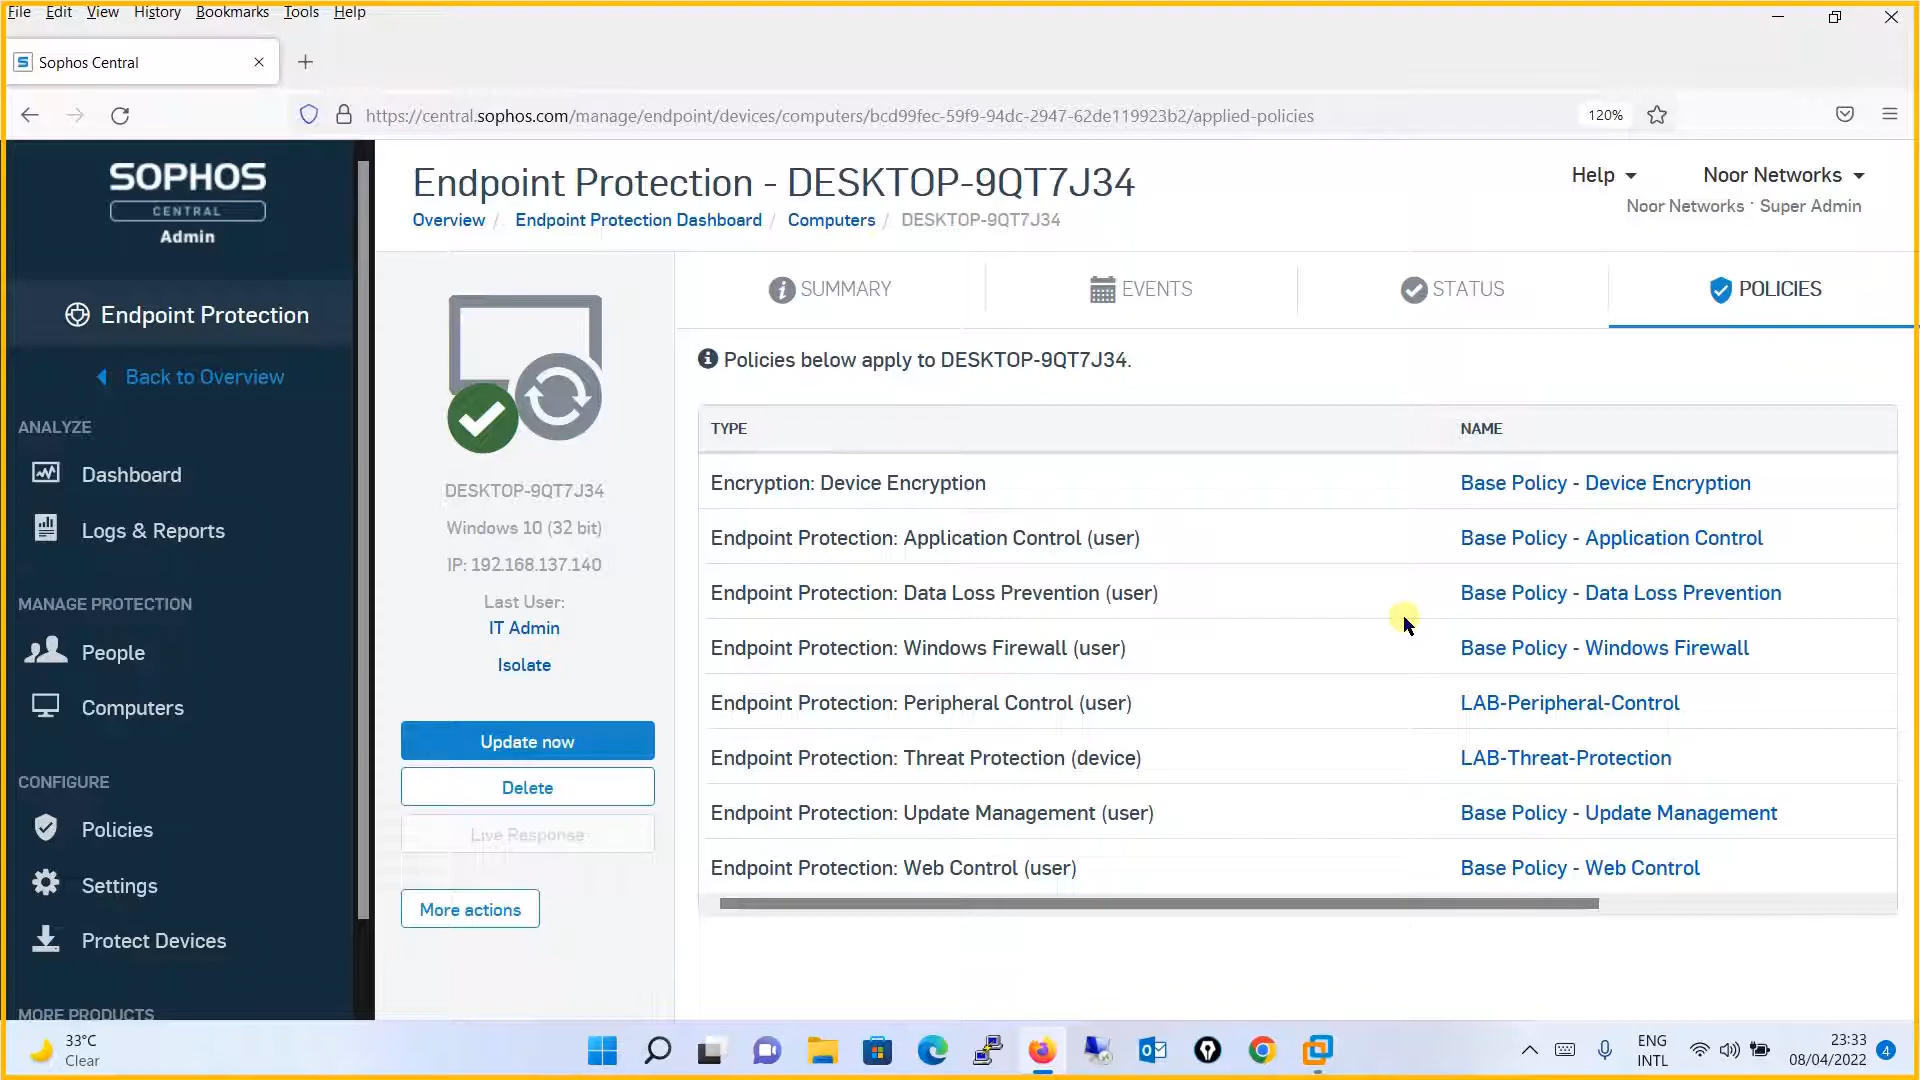 File Edit View History Bookmarks Tools Help
Sophos Central
https://central.sophos.com/manage/endpoint/devices/computers/bcd99fec-59f9-94dc-2947-62de119923b2/applied-policies
120%
SOPHOS
CENTRAL
Admin
Endpoint Protection
Back to Overview
ANALYZE
Dashboard
Logs & Reports
MANAGE PROTECTION
People
Computers
CONFIGURE
Policies
Settings
Protect Devices
MORE PRODUCTS
Endpoint Protection - DESKTOP-9QT7J34
Overview / Endpoint Protection Dashboard / Computers / DESKTOP-9QT7J34
Help
Noor Networks
Noor Networks · Super Admin
DESKTOP-9QT7J34
Windows 10 (32 bit)
IP: 192.168.137.140
Last User:
IT Admin
Isolate
Update now
Delete
Live Response
More actions
SUMMARY
EVENTS
STATUS
POLICIES
Policies below apply to DESKTOP-9QT7J34.
TYPE NAME
Encryption: Device Encryption Base Policy - Device Encryption
Endpoint Protection: Application Control (user) Base Policy - Application Control
Endpoint Protection: Data Loss Prevention (user) Base Policy - Data Loss Prevention
Endpoint Protection: Windows Firewall (user) Base Policy - Windows Firewall
Endpoint Protection: Peripheral Control (user) LAB-Peripheral-Control
Endpoint Protection: Threat Protection (device) LAB-Threat-Protection
Endpoint Protection: Update Management (user) Base Policy - Update Management
Endpoint Protection: Web Control (user) Base Policy - Web Control
33°C
Clear
ENG
INTL
23:33
08/04/2022
4